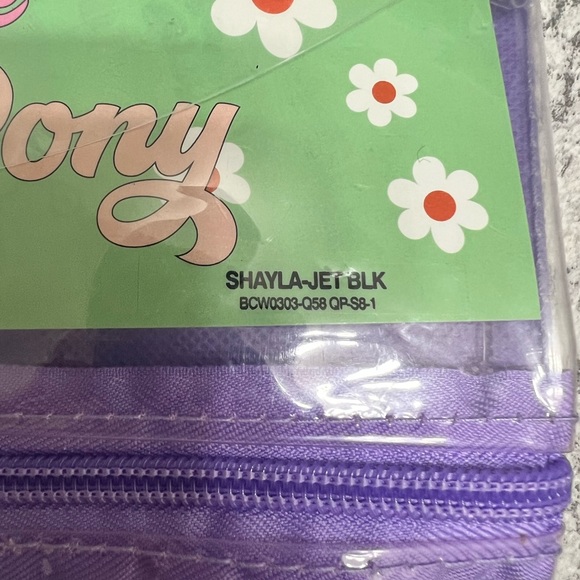 Pony
SHAYLA-JET BLK
BCW0303-Q58 QP-S8-1